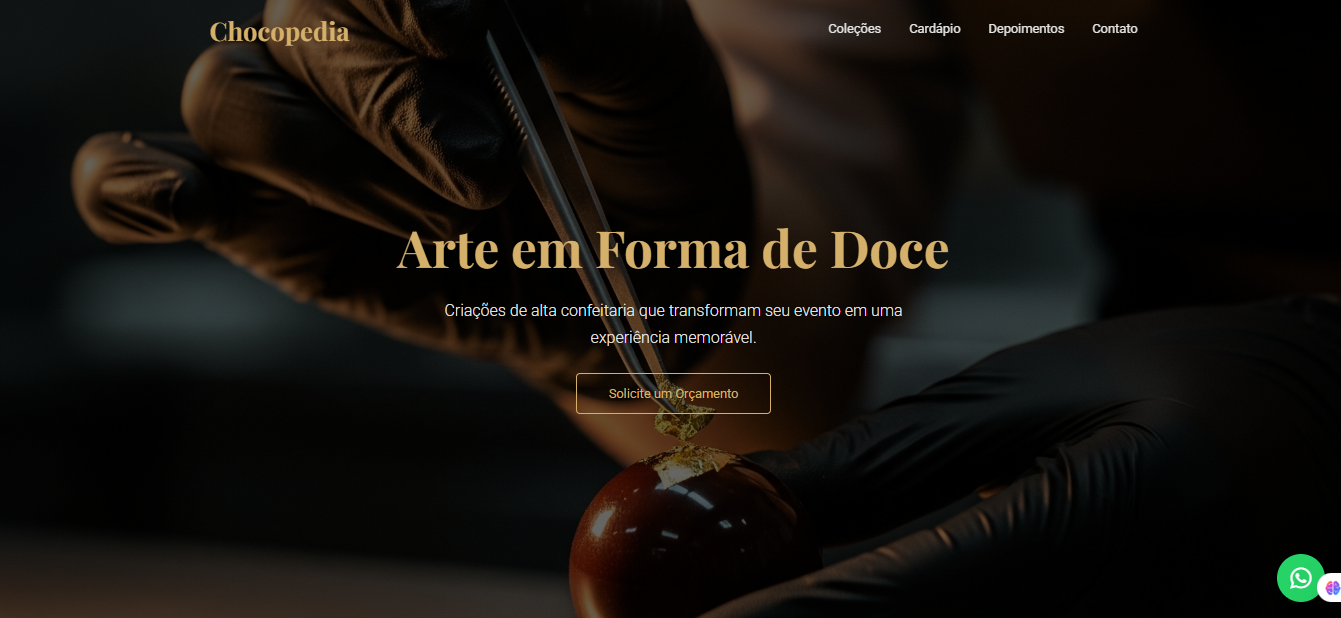 Chocopedia
Coleções Cardápio Depoimentos Contato
Arte em Forma de Doce
Criações de alta confeitaria que transformam seu evento em uma
experiência memorável.
Solicite um Orçamento